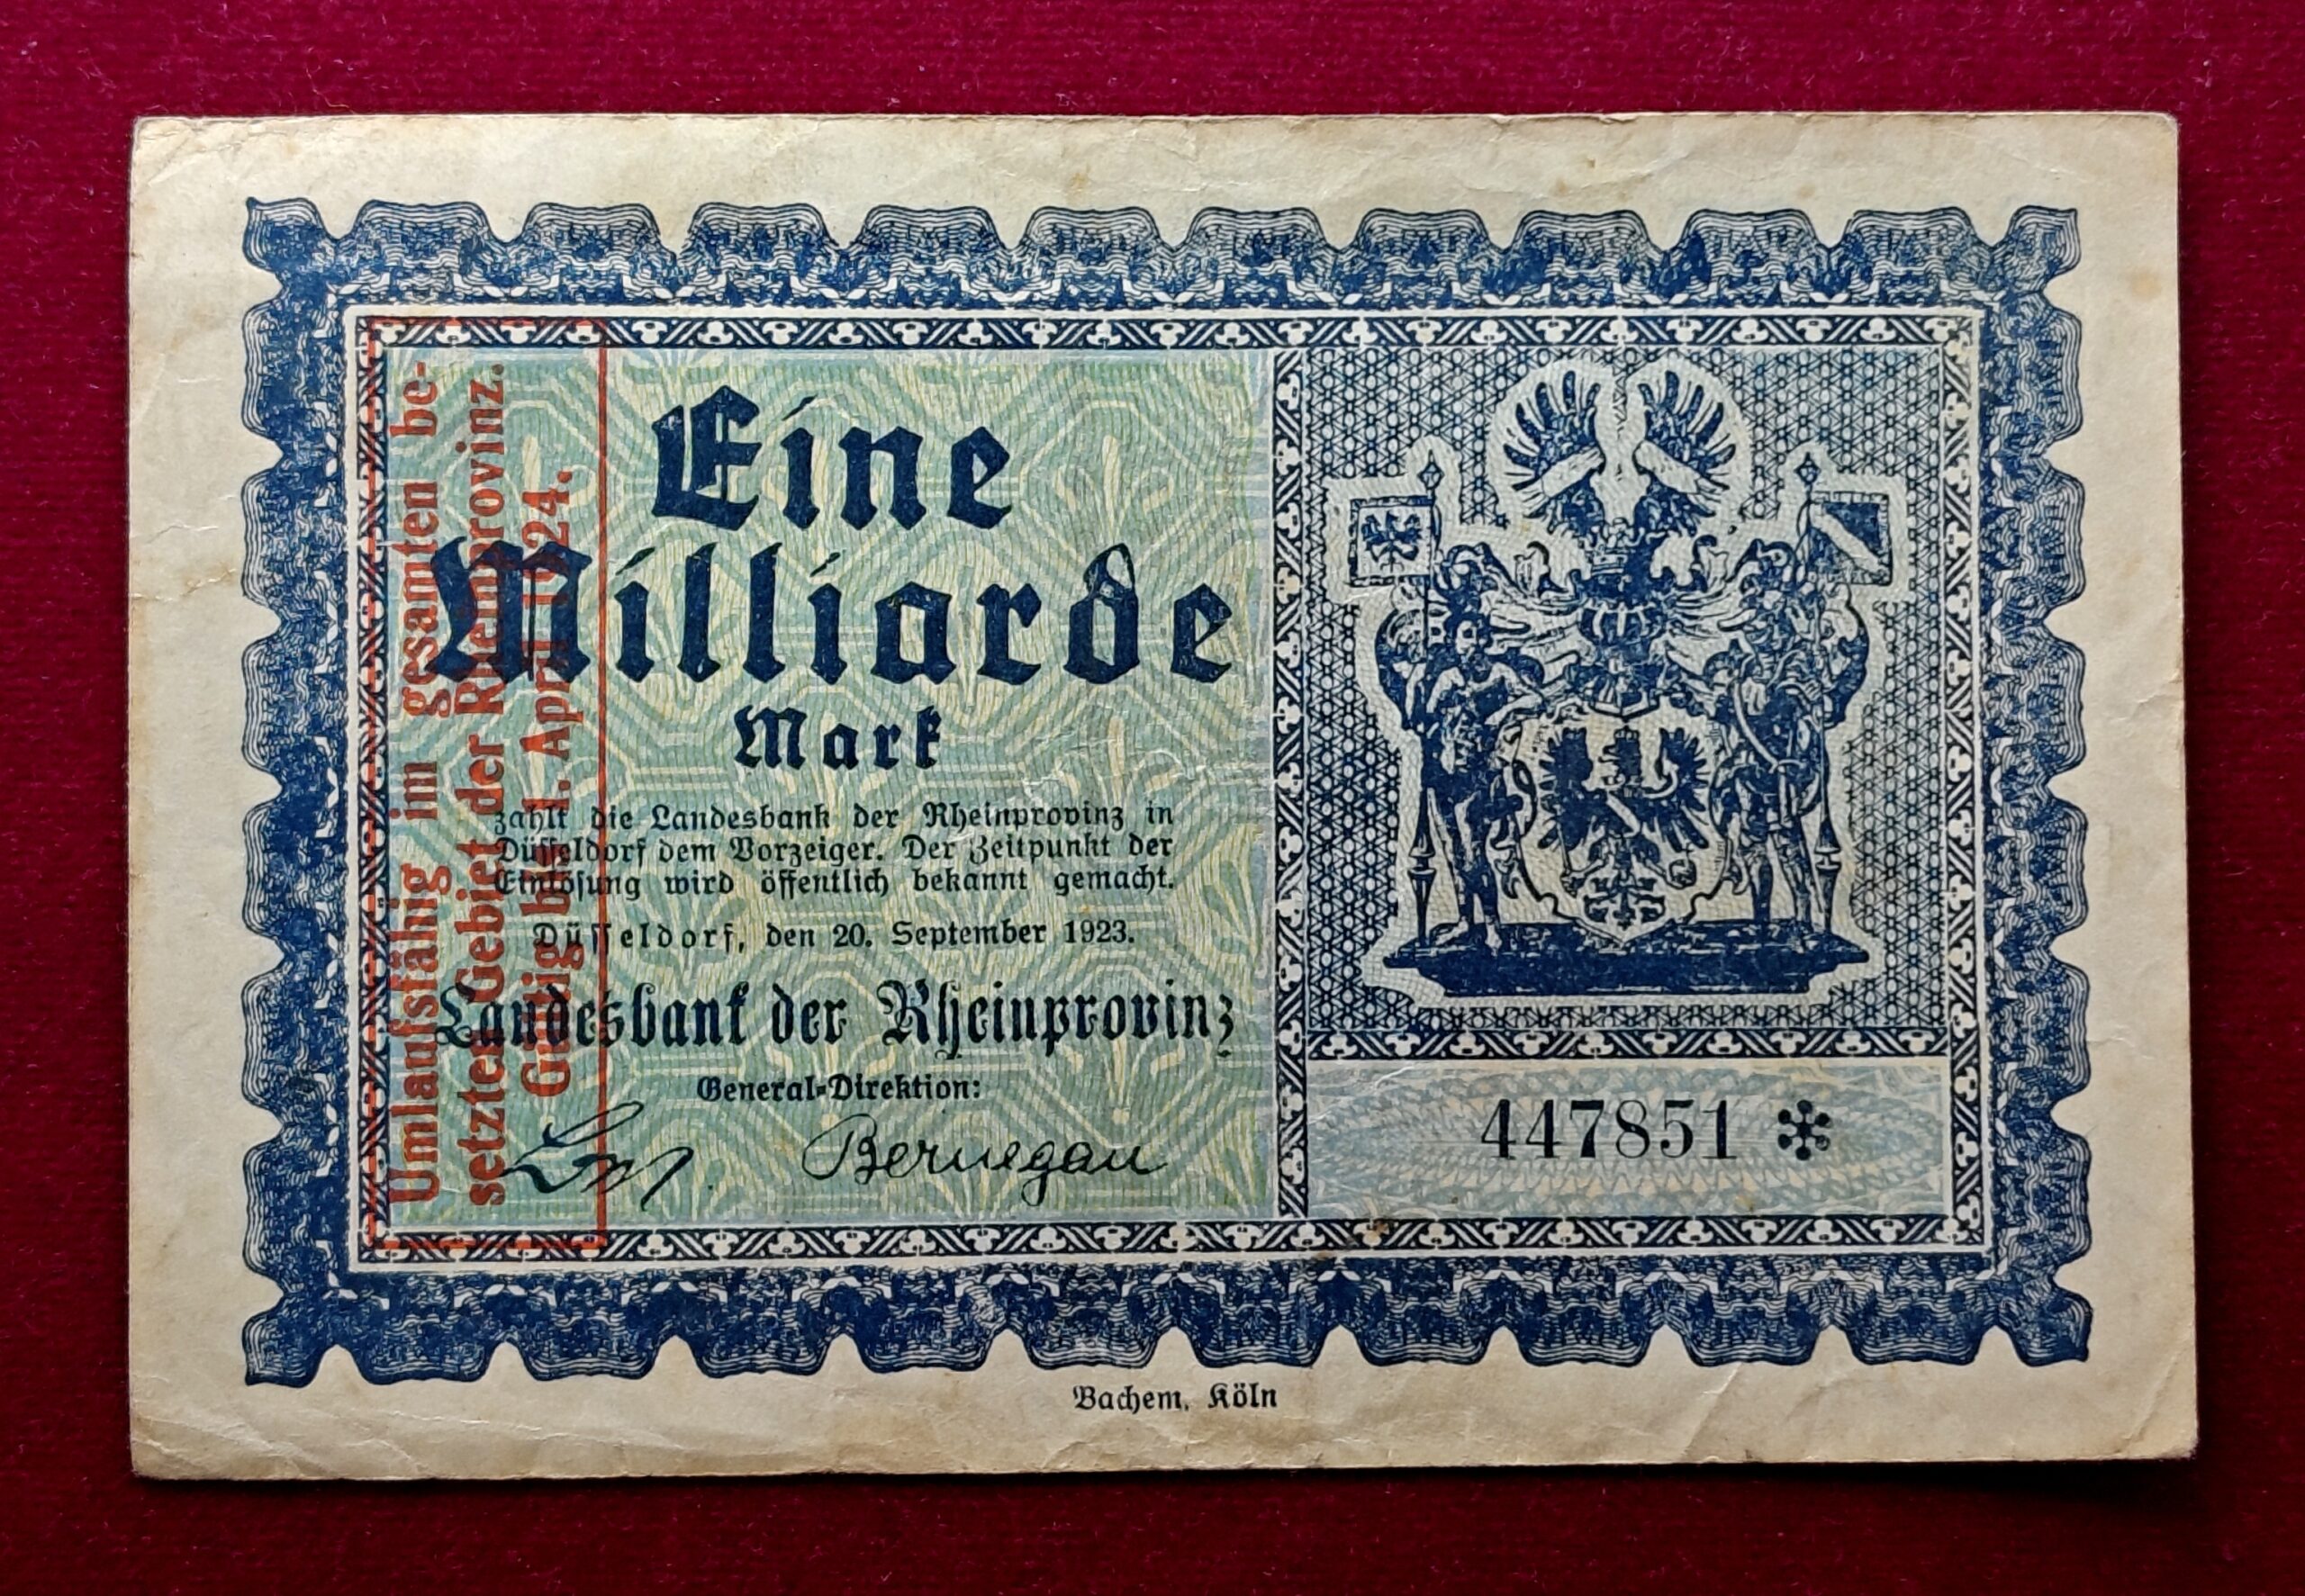 Eine
Milliarde
Mark
zahlt die Landesbank der Rheinprovinz in
Düsseldorf dem Vorzeiger. Der Zeitpunkt der
Einlösung wird öffentlich bekannt gemacht.
Düsseldorf, den 20. September 1923.
Landesbank der Rheinprovinz
General-Direktion:
Bernegau
Umlaufsfähig im gesamten be-
setzten Gebiet der Rheinprovinz.
Gültig bis 1. April 1924.
447851 *
Bachem, Köln